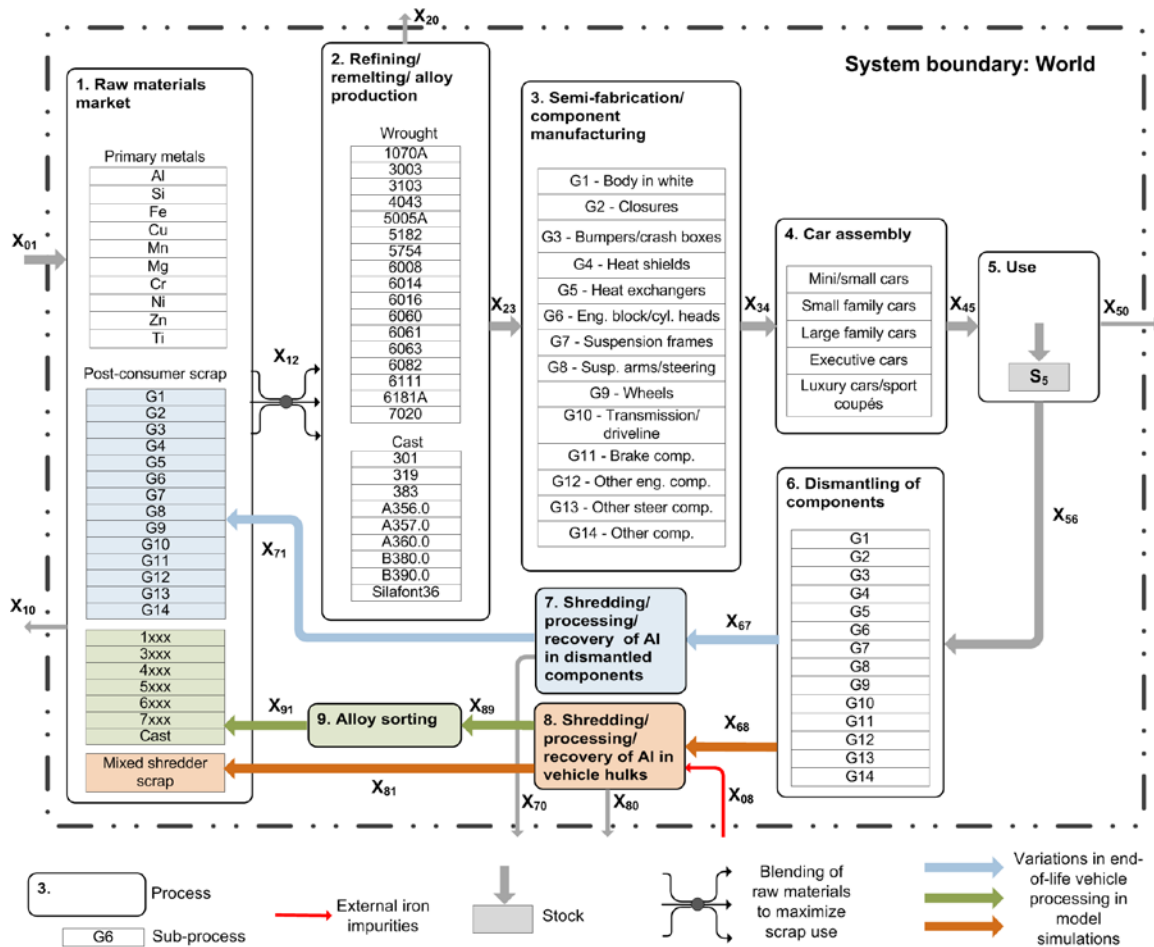 X20
System boundary: World
1. Raw materials
market
Primary metals
Al
Si
Fe
Cu
Mn
Mg
Cr
Ni
Zn
Ti
Post-consumer scrap
G1
G2
G3
G4
G5
G6
G7
G8
G9
G10
G11
G12
G13
G14
1xxx
3xxx
4xxx
5xxx
6xxx
7xxx
Cast
Mixed shredder
scrap
X01
X10
X12
2. Refining/
remelting/ alloy
production
Wrought
1070A
3003
3103
4043
5005A
5182
5754
6008
6014
6016
6060
6061
6063
6082
6111
6181A
7020
Cast
301
319
383
A356.0
A357.0
A360.0
B380.0
B390.0
Silafont36
X23
3. Semi-fabrication/
component
manufacturing
G1 - Body in white
G2 - Closures
G3 - Bumpers/crash boxes
G4 - Heat shields
G5 - Heat exchangers
G6 - Eng. block/cyl. heads
G7 - Suspension frames
G8 - Susp. arms/steering
G9 - Wheels
G10 - Transmission/
driveline
G11 - Brake comp.
G12 - Other eng. comp.
G13 - Other steer comp.
G14 - Other comp.
X34
4. Car assembly
Mini/small cars
Small family cars
Large family cars
Executive cars
Luxury cars/sport
coupés
X45
5. Use
S5
X50
X56
6. Dismantling of
components
G1
G2
G3
G4
G5
G6
G7
G8
G9
G10
G11
G12
G13
G14
X67
X68
7. Shredding/
processing/
recovery of Al
in dismantled
components
X71
8. Shredding/
processing/
recovery of Al in
vehicle hulks
X89
9. Alloy sorting
X91
X81
X70
X80
X08
3.
Process
G6
Sub-process
External iron
impurities
Stock
Blending of
raw materials
to maximize
scrap use
Variations in end-
of-life vehicle
processing in
model
simulations